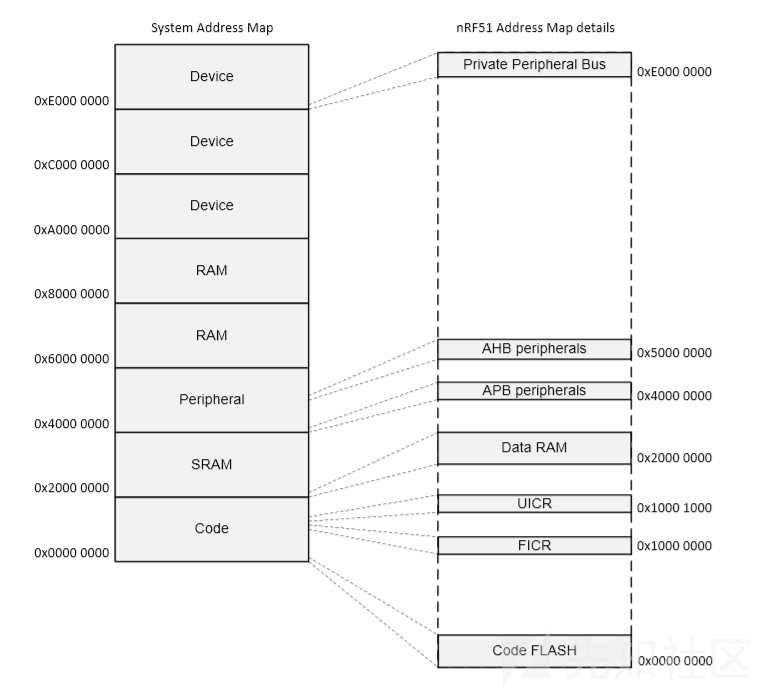 System Address Map
nRF51 Address Map details
Device
0xE000 0000
Device
0xC000 0000
Device
0xA000 0000
RAM
0x8000 0000
RAM
0x6000 0000
Peripheral
0x4000 0000
SRAM
0x2000 0000
Code
0x0000 0000
Private Peripheral Bus
0xE000 0000
AHB peripherals
0x5000 0000
APB peripherals
0x4000 0000
Data RAM
0x2000 0000
UICR
0x1000 1000
FICR
0x1000 0000
Code FLASH
0x0000 0000
先知社区